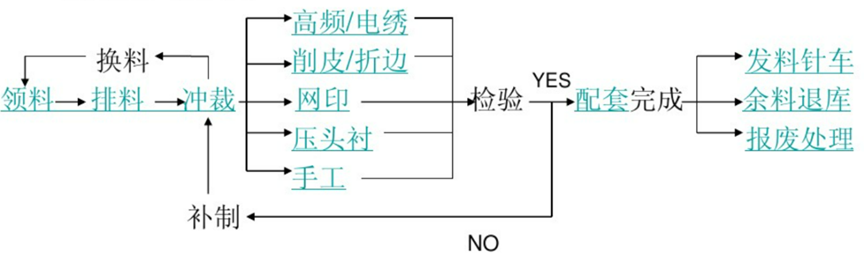 高频/电绣
换料
削皮/折边
发料针车
YES
领料
排料
冲裁
网印
检验
配套完成
余料退库
压头衬
报废处理
手工
补制
NO